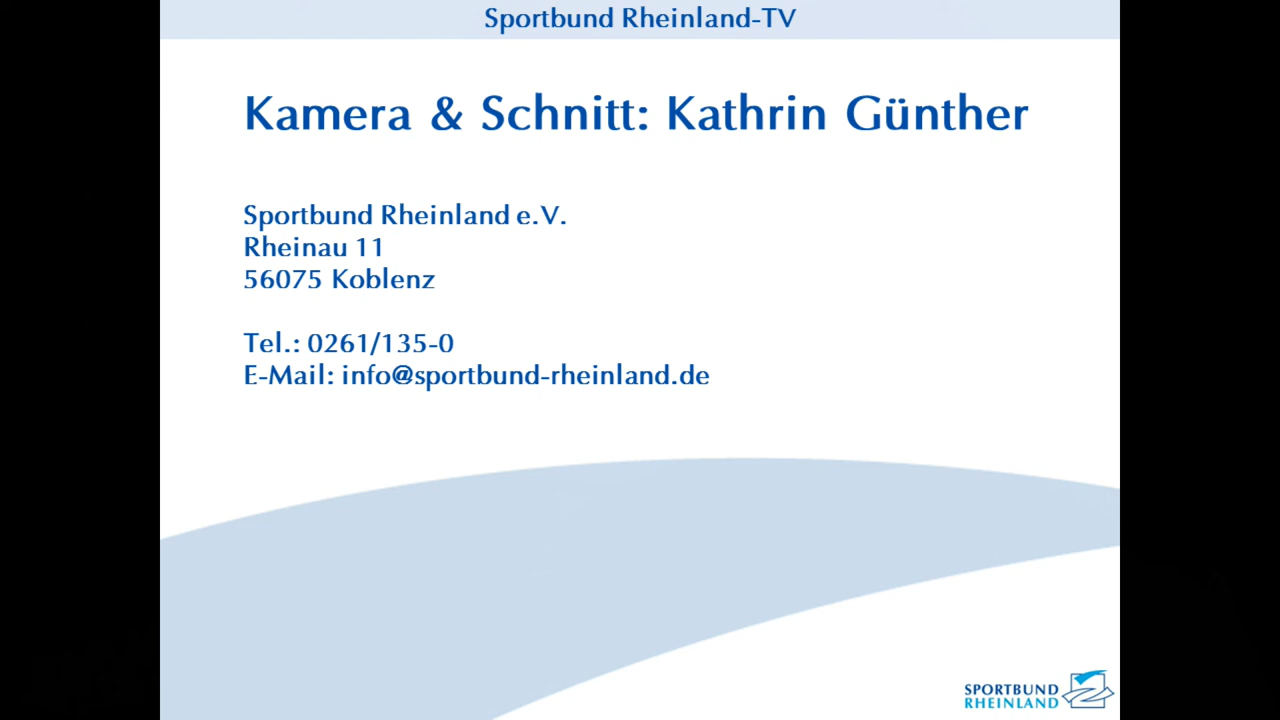 Sportbund Rheinland-TV
Kamera & Schnitt: Kathrin Günther
Sportbund Rheinland e.V.
Rheinau 11
56075 Koblenz
Tel.: 0261/135-0
E-Mail: info@sportbund-rheinland.de
SPORTBUND
RHEINLAND